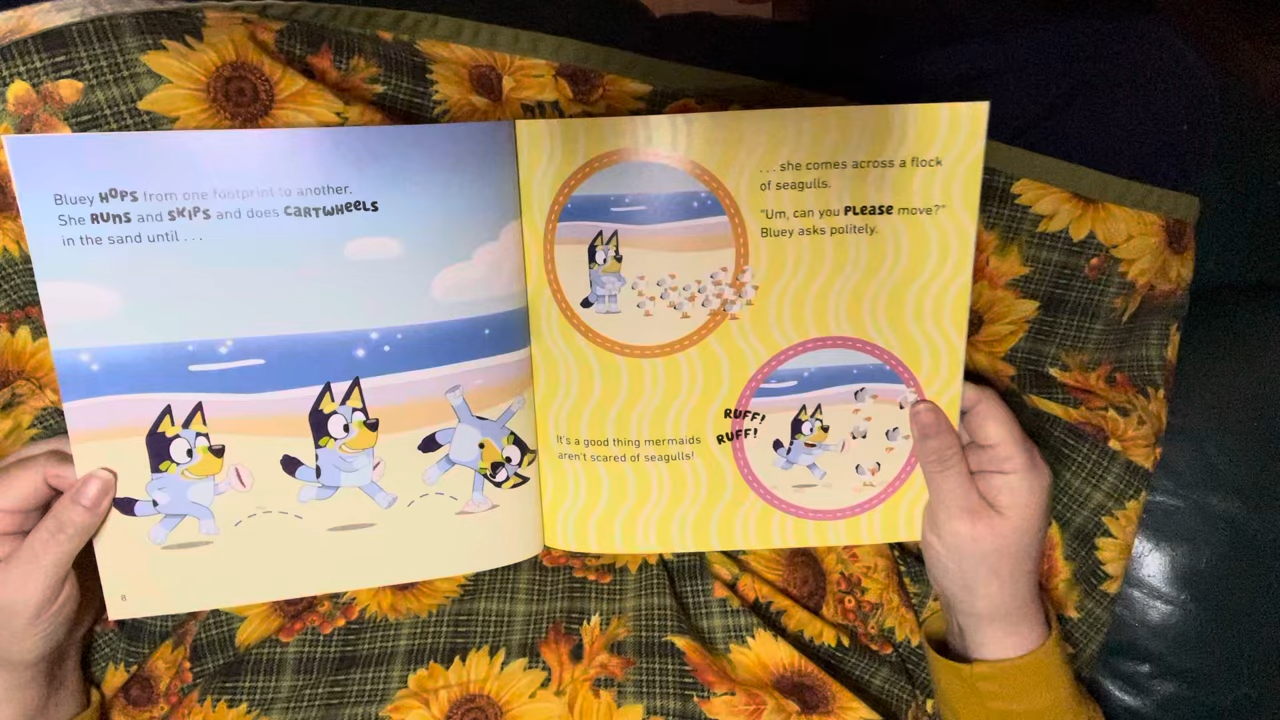 Bluey HOPS from one footprint to another.
She RUNS and SKIPS and does CARTWHEELS
in the sand until . . .
8
. . . she comes across a flock
of seagulls.
"Um, can you PLEASE move?"
Bluey asks politely.
RUFF!
RUFF!
It's a good thing mermaids
aren't scared of seagulls!